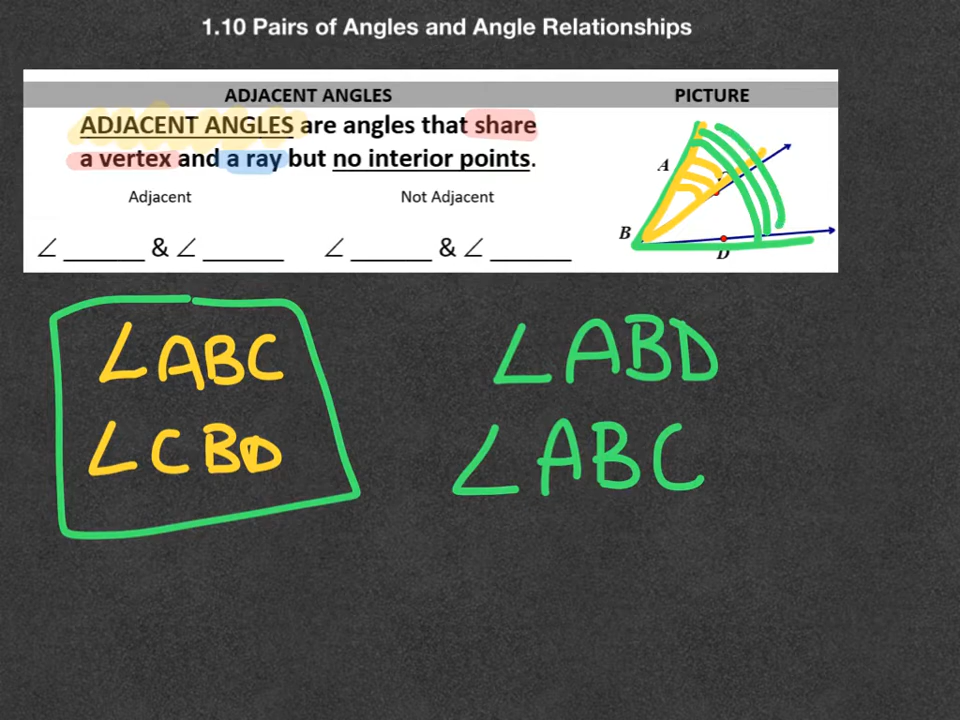 1.10 Pairs of Angles and Angle Relationships
ADJACENT ANGLES PICTURE
ADJACENT ANGLES are angles that share
a vertex and a ray but no interior points.
Adjacent Not Adjacent
∠ ______ & ∠ ______ ∠ ______ & ∠ ______
A
B
D
∠ABC ∠ABD
∠CBD ∠ABC